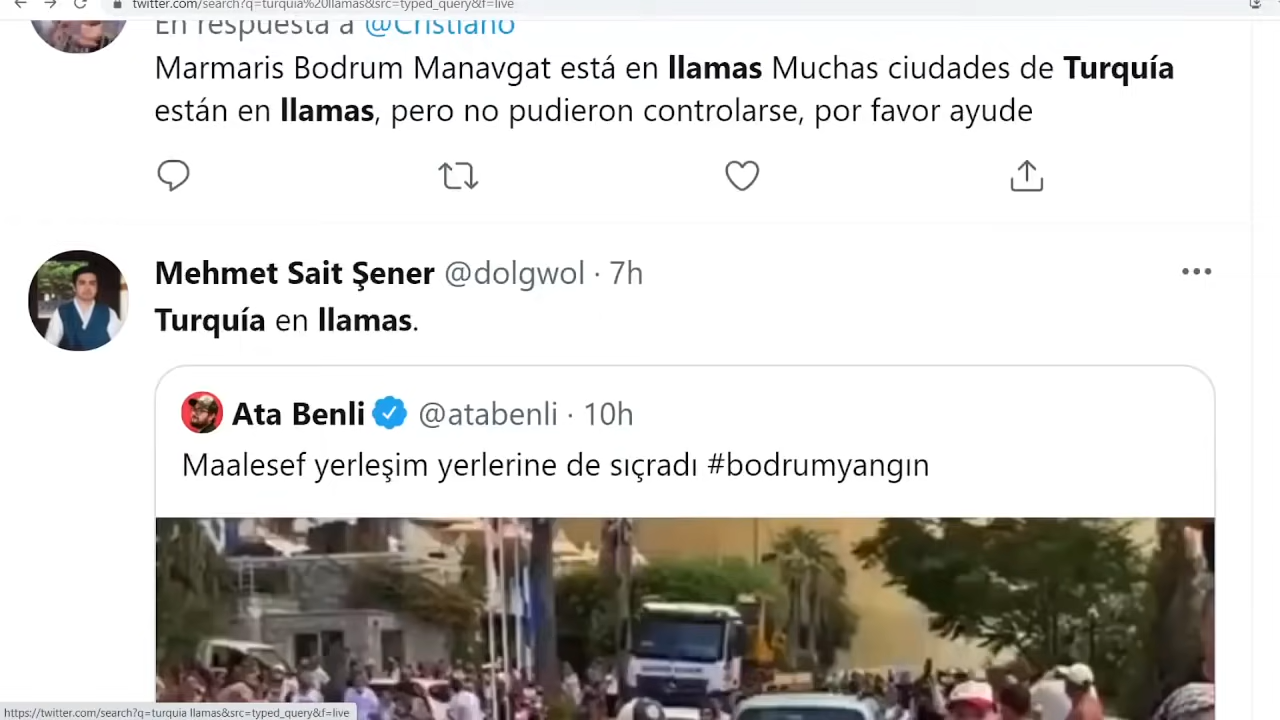 twitter.com/search?q=turquia%20llamas&src=typed_query&f=live
En respuesta a @Cristiano
Marmaris Bodrum Manavgat está en llamas Muchas ciudades de Turquía
están en llamas, pero no pudieron controlarse, por favor ayude
Mehmet Sait Şener @dolgwol · 7h
Turquía en llamas.
Ata Benli @atabenli · 10h
Maalesef yerleşim yerlerine de sıçradı #bodrumyangın
https://twitter.com/search?q=turquia llamas&src=typed_query&f=live